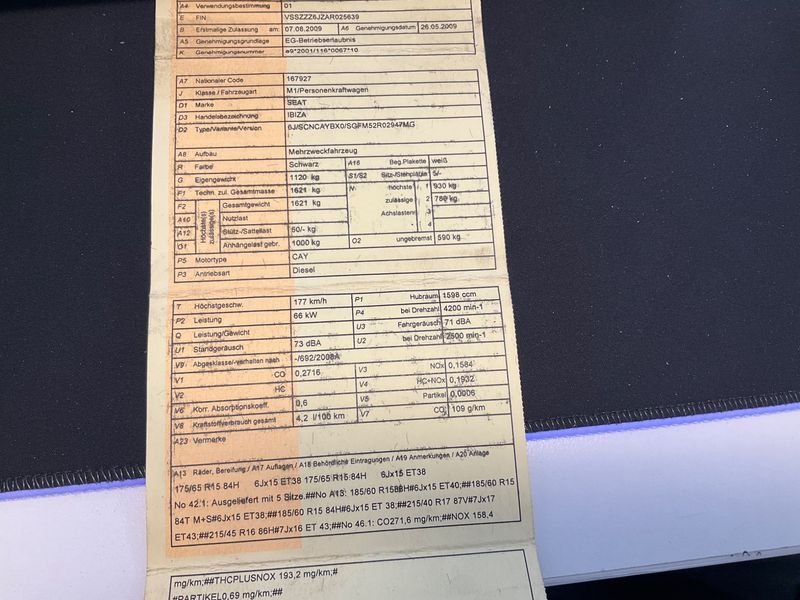 A4 Verwendungsbestimmung 01
E FIN VSSZZZ6JZAR025639
B Erstmalige Zulassung am: 07.08.2009 A6 Genehmigungsdatum 26.05.2009
A5 Genehmigungsgrundlage EG-Betriebserlaubnis
K Genehmigungsnummer e9*2001/116*0067*10
A7 Nationaler Code 167927
J Klasse / Fahrzeugart M1/Personenkraftwagen
D1 Marke SEAT
D3 Handelsbezeichnung IBIZA
D2 Type/Variante/Version 6J/SCNCAYBX0/SGFM52R02947MG
A8 Aufbau Mehrzweckfahrzeug
R Farbe Schwarz A16 Beg.Plakette weiß
G Eigengewicht 1120 kg S1/S2 Sitz-/Stehplätze 5/-
F1 Techn. zul. Gesamtmasse 1621 kg N höchste 1 930 kg
F2 Höchste(s) zulässige(s) Gesamtgewicht 1621 kg zulässige 2 780 kg
A10 Nutzlast Achslasten 3
A12 Stütz-/Sattellast 50/- kg 4
O1 Anhängelast gebr. 1000 kg O2 ungebremst 590 kg
P5 Motortype CAY
P3 Antriebsart Diesel
T Höchstgeschw. 177 km/h P1 Hubraum 1598 ccm
P2 Leistung 66 kW P4 bei Drehzahl 4200 min-1
Q Leistung/Gewicht U3 Fahrgeräusch 71 dBA
U1 Standgeräusch 73 dBA U2 bei Drehzahl 2500 min-1
V9 Abgasklasse/-verhalten nach -/692/2008A
V1 CO 0,2716 V3 NOx 0,1584
V2 HC V4 HC+NOx 0,1932
V6 Korr. Absorptionskoeff. 0,6 V5 Partikel 0,0006
V8 Kraftstoffverbrauch gesamt 4,2 l/100 km V7 CO 109 g/km
A23 Vermerke
A13 Räder, Bereifung / A17 Auflagen / A18 Behördliche Eintragungen / A19 Anmerkungen / A20 Anlage
175/65 R15 84H 6Jx15 ET38 175/65 R15 84H 6Jx15 ET38
No 42.1: Ausgeliefert mit 5 Sitze.##No A13: 185/60 R1588H#6Jx15 ET40;##185/60 R15
84T M+S#6Jx15 ET38;##185/60 R15 84H#6Jx15 ET 38;##215/40 R17 87V#7Jx17
ET43;##215/45 R16 86H#7Jx16 ET 43;##No 46.1: CO271,6 mg/km;##NOX 158,4
mg/km;##THCPLUSNOX 193,2 mg/km;#
#PARTIKEL0,69 mg/km;##